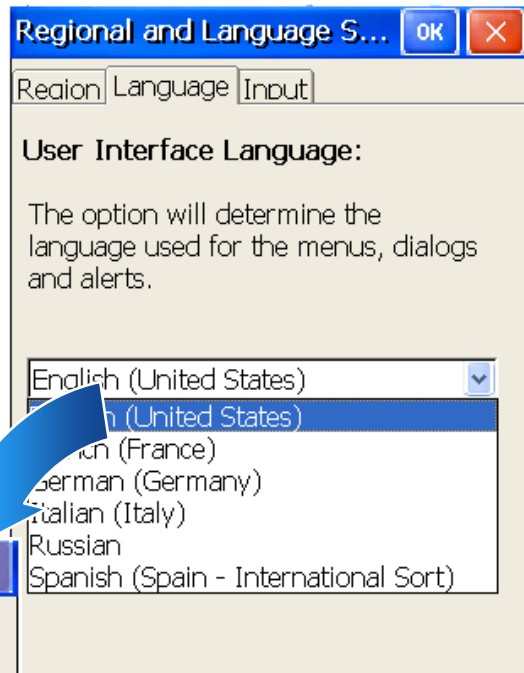 Regional and Language S... OK
Region Language Input
User Interface Language:
The option will determine the
language used for the menus, dialogs
and alerts.
English (United States)
(United States)
(France)
German (Germany)
Italian (Italy)
Russian
Spanish (Spain - International Sort)